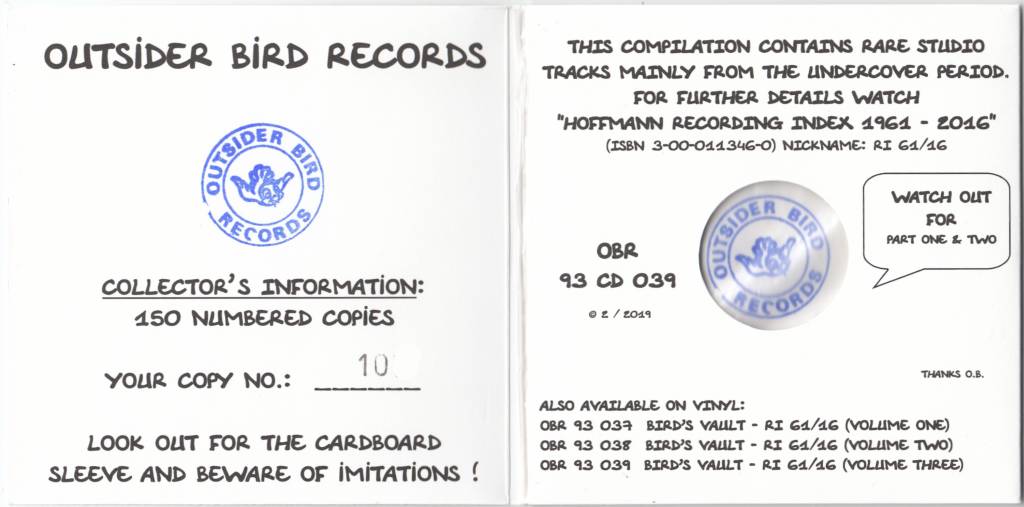 OUTSIDER BIRD RECORDS
OUTSIDER BIRD
RECORDS
COLLECTOR'S INFORMATION:
150 NUMBERED COPIES
YOUR COPY NO.: 10
LOOK OUT FOR THE CARDBOARD
SLEEVE AND BEWARE OF IMITATIONS !
THIS COMPILATION CONTAINS RARE STUDIO
TRACKS MAINLY FROM THE UNDERCOVER PERIOD.
FOR FURTHER DETAILS WATCH
"HOFFMANN RECORDING INDEX 1961 - 2016"
(ISBN 3-00-011346-0) NICKNAME: RI 61/16
OBR
93 CD 039
© 2 / 2019
OUTSIDER BIRD
RECORDS
WATCH OUT
FOR
PART ONE & TWO
THANKS O.B.
ALSO AVAILABLE ON VINYL:
OBR 93 037 BIRD'S VAULT - RI 61/16 (VOLUME ONE)
OBR 93 038 BIRD'S VAULT - RI 61/16 (VOLUME TWO)
OBR 93 039 BIRD'S VAULT - RI 61/16 (VOLUME THREE)